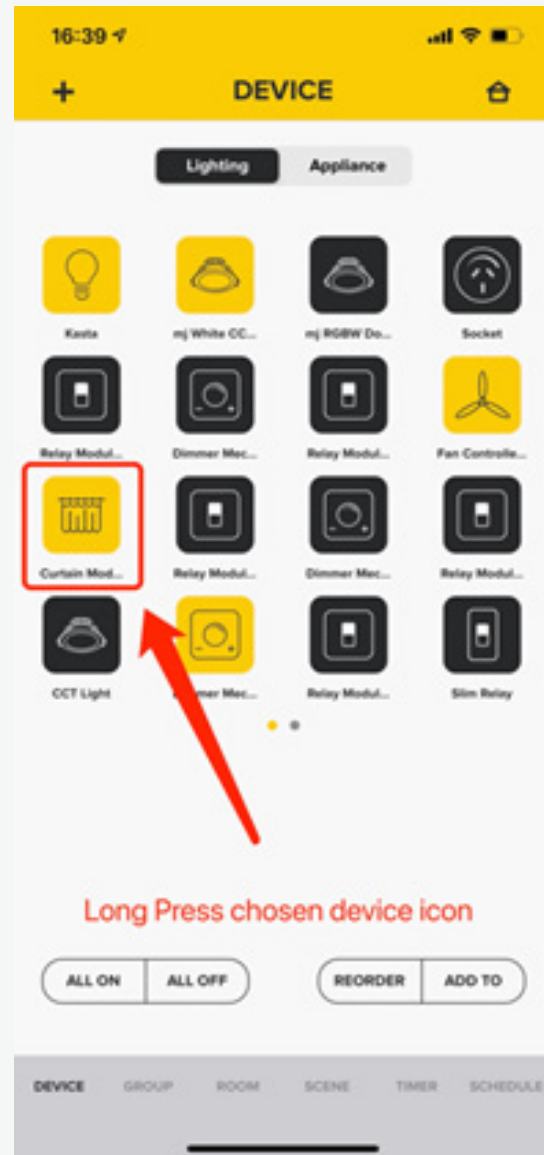 16:39
DEVICE
Lighting Appliance
Kasta mj White CC... mj RGBW Do... Socket
Relay Modul... Dimmer Mec... Relay Modul... Fan Controlle...
Curtain Mod... Relay Modul... Dimmer Mec... Relay Modul...
CCT Light mer Mec... Relay Modul... Slim Relay
Long Press chosen device icon
ALL ON ALL OFF REORDER ADD TO
DEVICE GROUP ROOM SCENE TIMER SCHEDULE